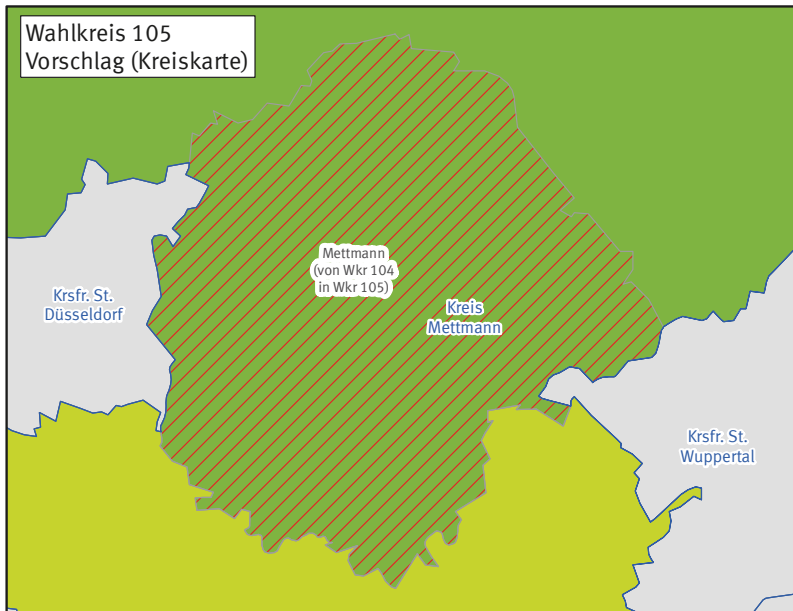 Wahlkreis 105
Vorschlag (Kreiskarte)
Mettmann
(von Wkr 104
in Wkr 105)
Krsfr. St.
Düsseldorf
Kreis
Mettmann
Krsfr. St.
Wuppertal